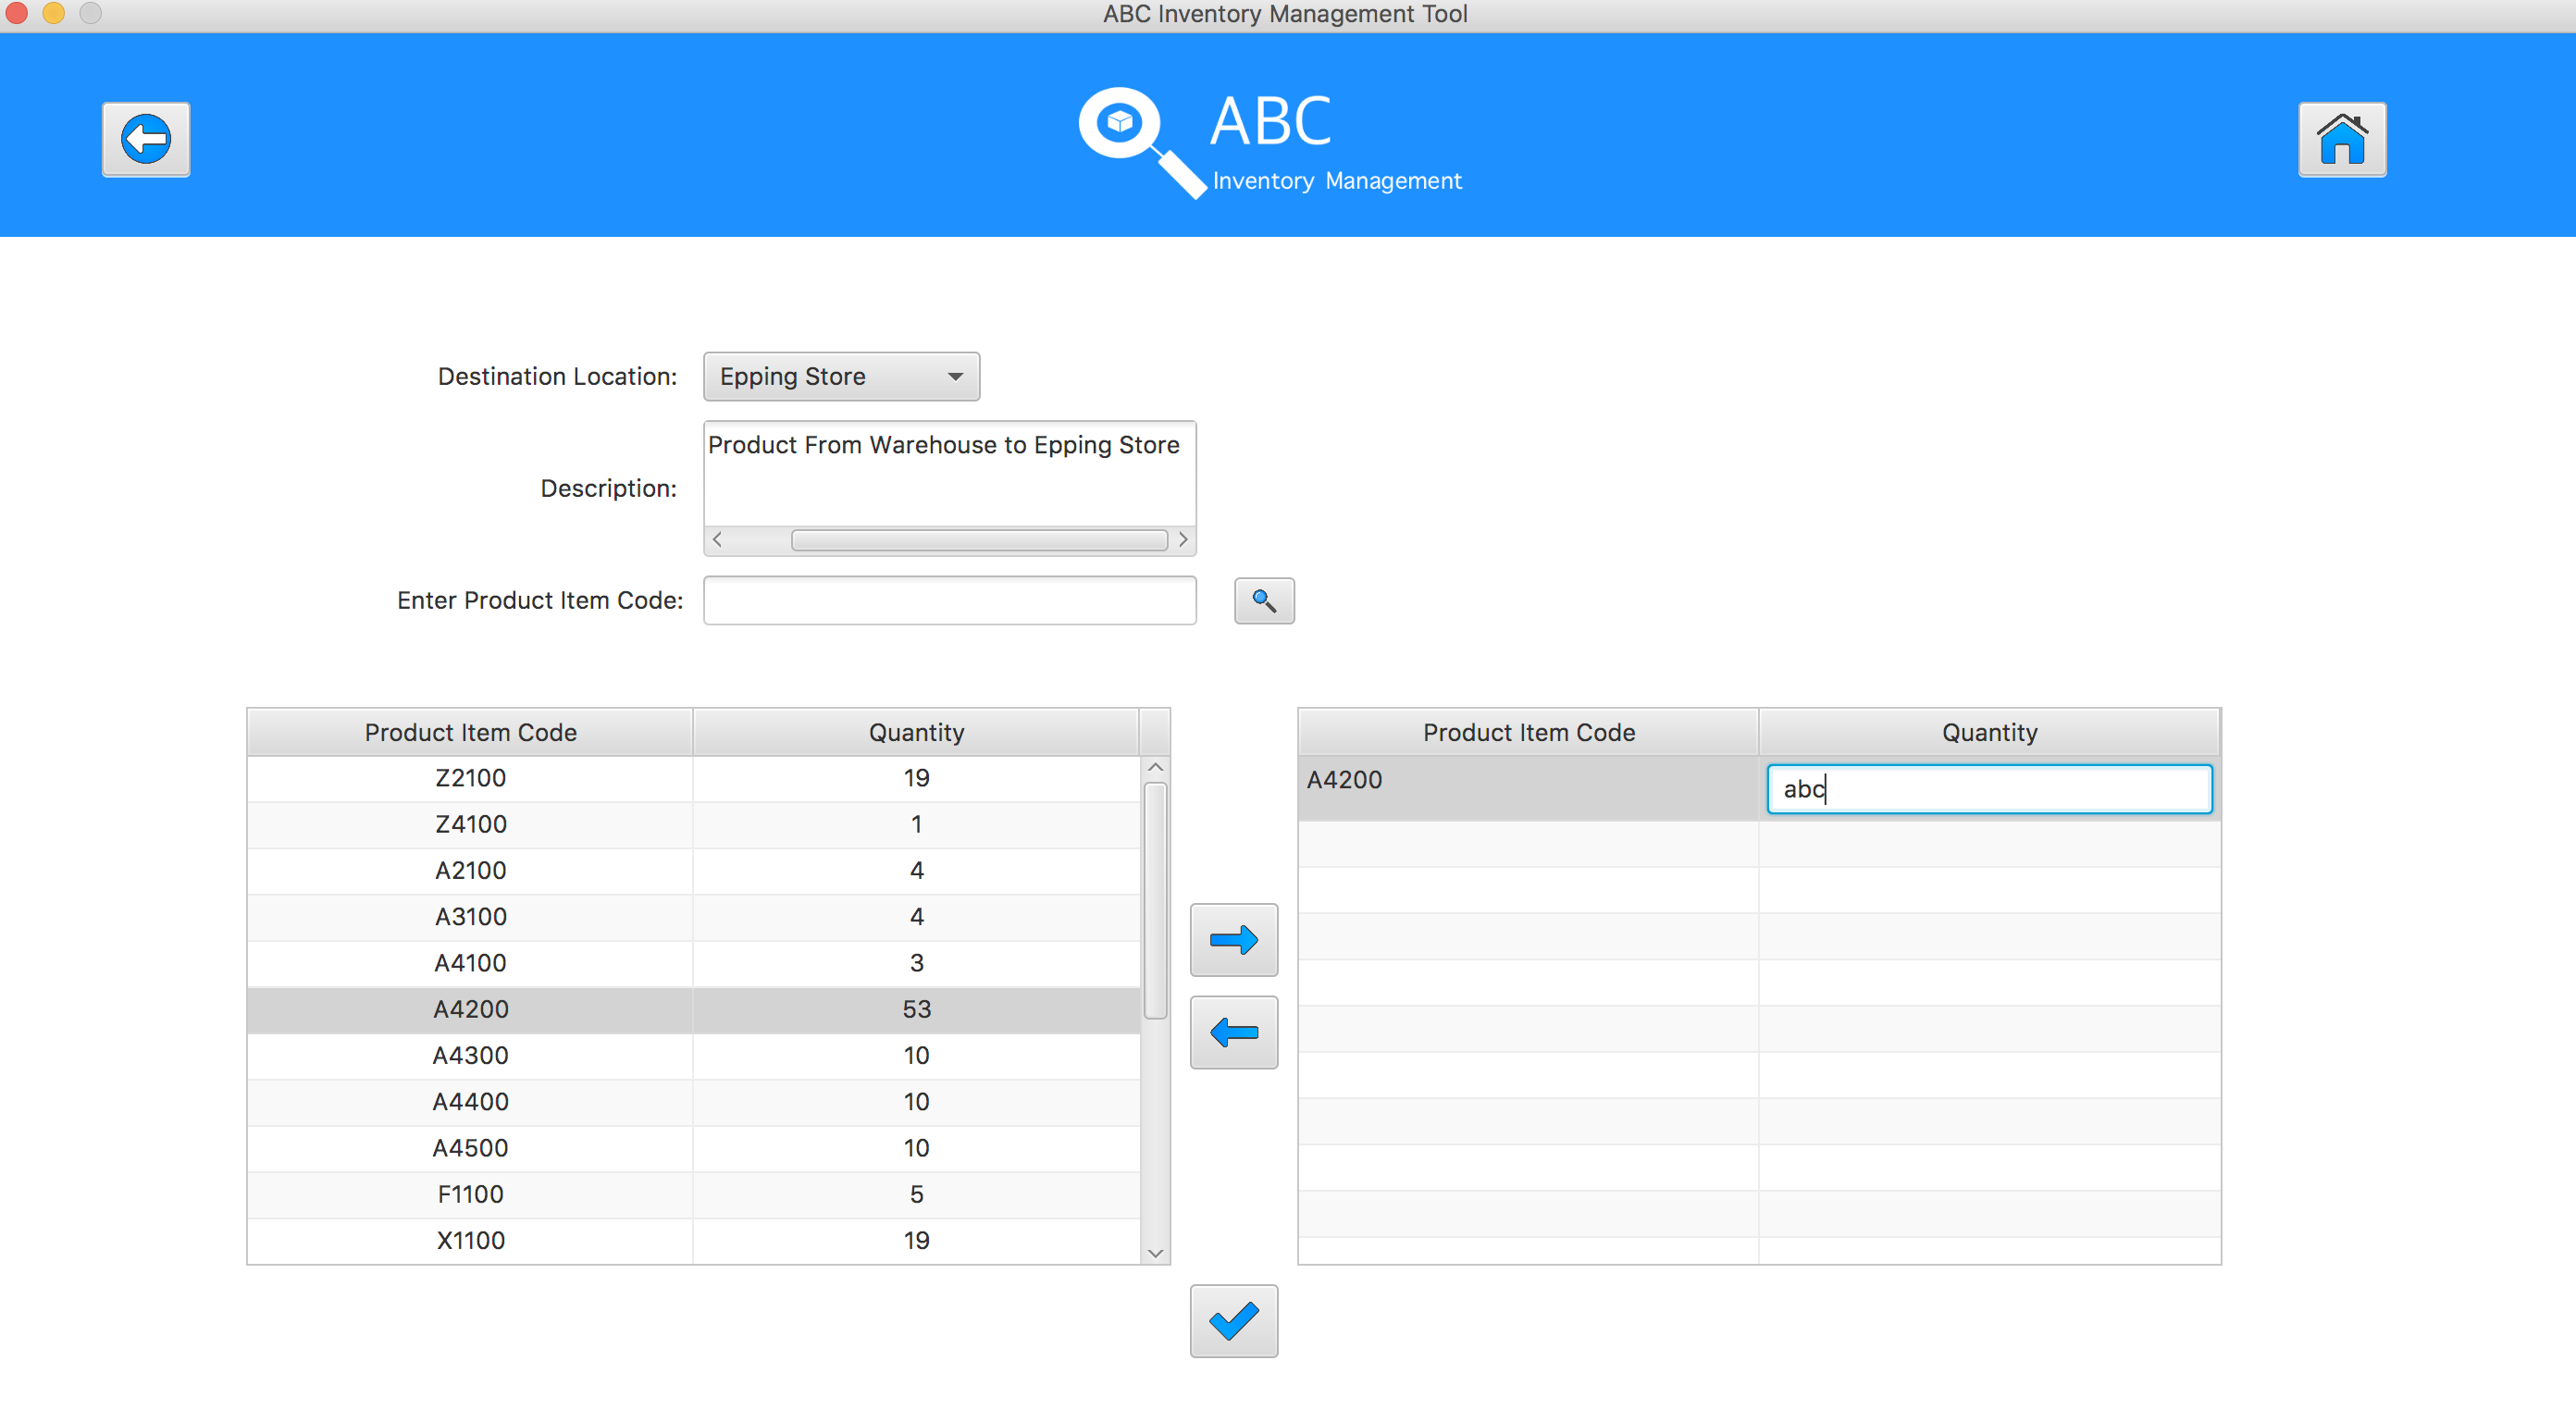 ABC Inventory Management Tool
ABC
Inventory Management
Destination Location: Epping Store
Description: Product From Warehouse to Epping Store
Enter Product Item Code:
Product Item Code Quantity
Z2100 19
Z4100 1
A2100 4
A3100 4
A4100 3
A4200 53
A4300 10
A4400 10
A4500 10
F1100 5
X1100 19
Product Item Code Quantity
A4200 abc